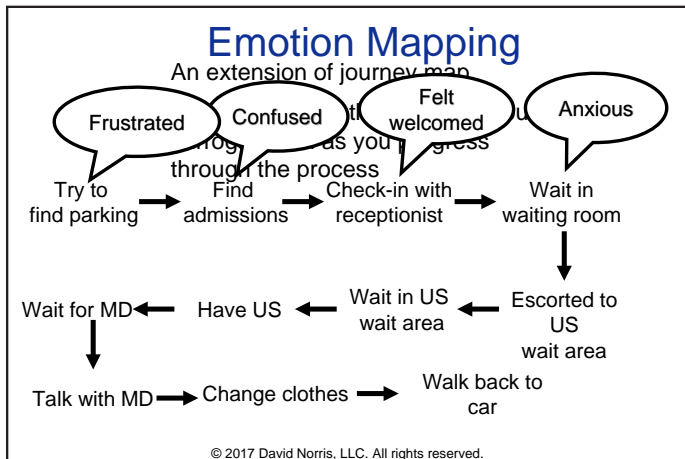 Emotion Mapping
An extension of journey map
Frustrated
Confused
Felt
welcomed
Anxious
as you
through the process
Try to
find parking
Find
admissions
Check-in with
receptionist
Wait in
waiting room
Wait for MD
Have US
Wait in US
wait area
Escorted to
US
wait area
Talk with MD
Change clothes
Walk back to
car
© 2017 David Norris, LLC. All rights reserved.